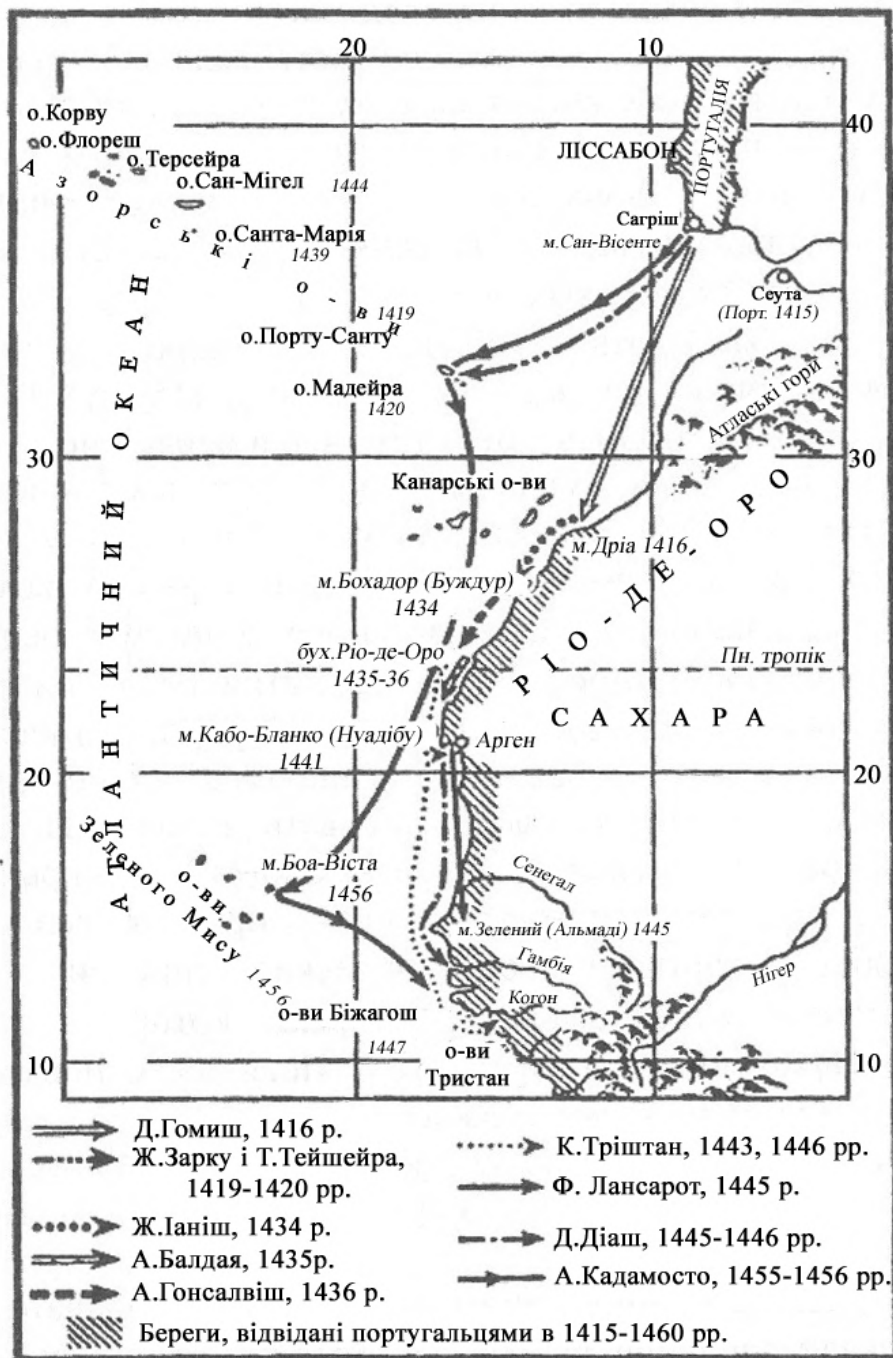 20
10
о.Корву
о.Флореш
40
о.Терсейра
ЛІССАБОН
ПОРТУГАЛІЯ
о.Сан-Мігел 1444
Азорські о-ви
Сагріш
о.Санта-Марія
м.Сан-Вісенте
1439
Сеута
(Порт. 1415)
1419
о.Порту-Санту
о.Мадейра
1420
Атлаські гори
30
30
Канарські о-ви
АТЛАНТИЧНИЙ ОКЕАН
м.Дріа 1416
РІО-ДЕ-ОРО
м.Бохадор (Буждур)
1434
бух.Ріо-де-Оро
1435-36
Пн. тропік
САХАРА
м.Кабо-Бланко (Нуадібу)
1441
Арген
20
20
о-ви
Зеленого Мису 1456
м.Боа-Віста
1456
Сенегал
м.Зелений (Альмаді) 1445
Гамбія
Нігер
Когон
о-ви Біжагош
1447
о-ви
Тристан
10
10
Д.Гомиш, 1416 р.
Ж.Зарку і Т.Тейшейра,
1419-1420 рр.
Ж.Іаніш, 1434 р.
А.Балдая, 1435р.
А.Гонсалвіш, 1436 р.
К.Тріштан, 1443, 1446 рр.
Ф. Лансарот, 1445 р.
Д.Діаш, 1445-1446 рр.
А.Кадамосто, 1455-1456 рр.
Береги, відвідані португальцями в 1415-1460 рр.